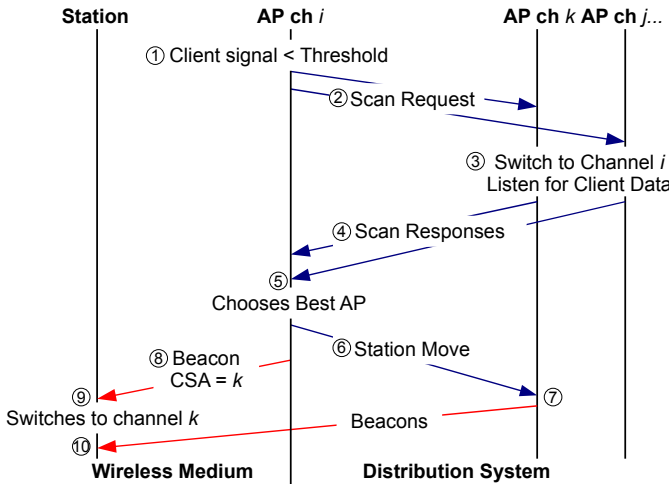 Station AP ch i AP ch k AP ch j...
① Client signal < Threshold
② Scan Request
③ Switch to Channel i
Listen for Client Data
④ Scan Responses
⑤
Chooses Best AP
⑥ Station Move
⑧ Beacon
CSA = k
⑨ ⑦
Switches to channel k
Beacons
⑩
Wireless Medium Distribution System